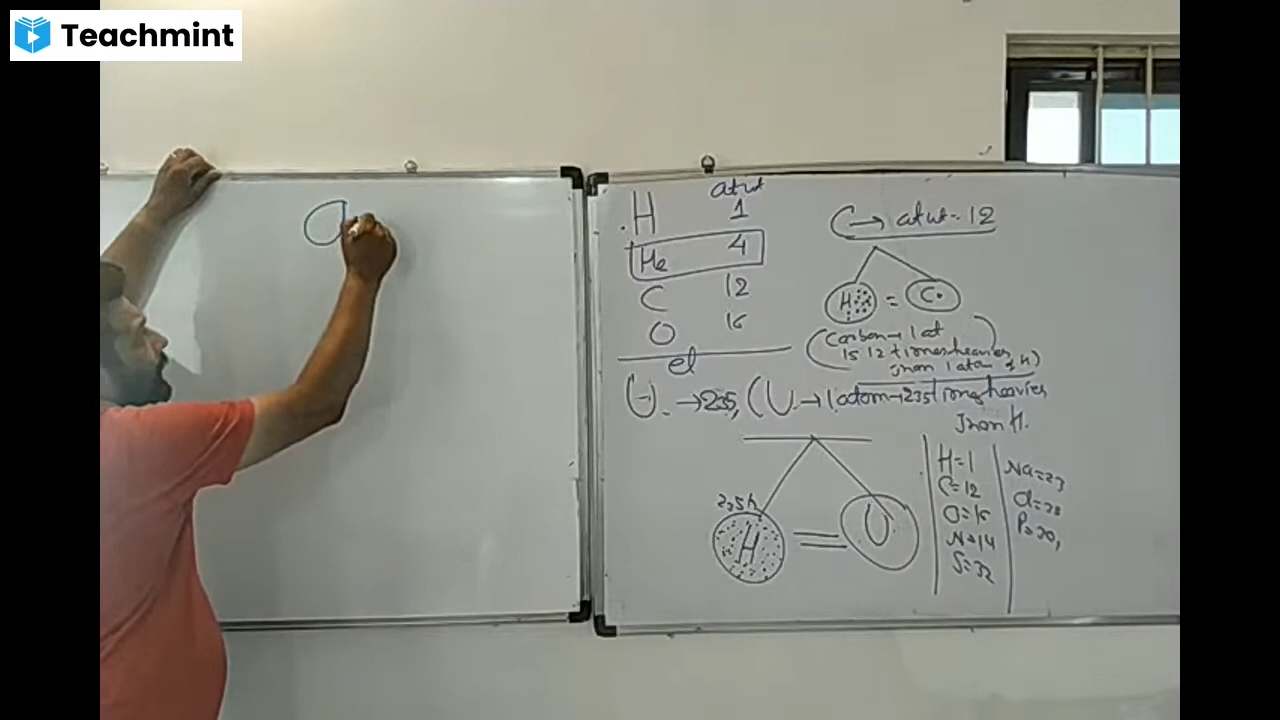 Teachmint
a
at wt
H 1
He 4
C 12
O 16
el
U → 235, (U → 1 atom → 235 times heavier
from H.
C → at wt = 12
H = C
(Carbon → 1 at
is 12 times heavier
from 1 atom of H)
235 H
H = U
H=1
C=12
O=16
N=14
S=32
Na=23
P=30,